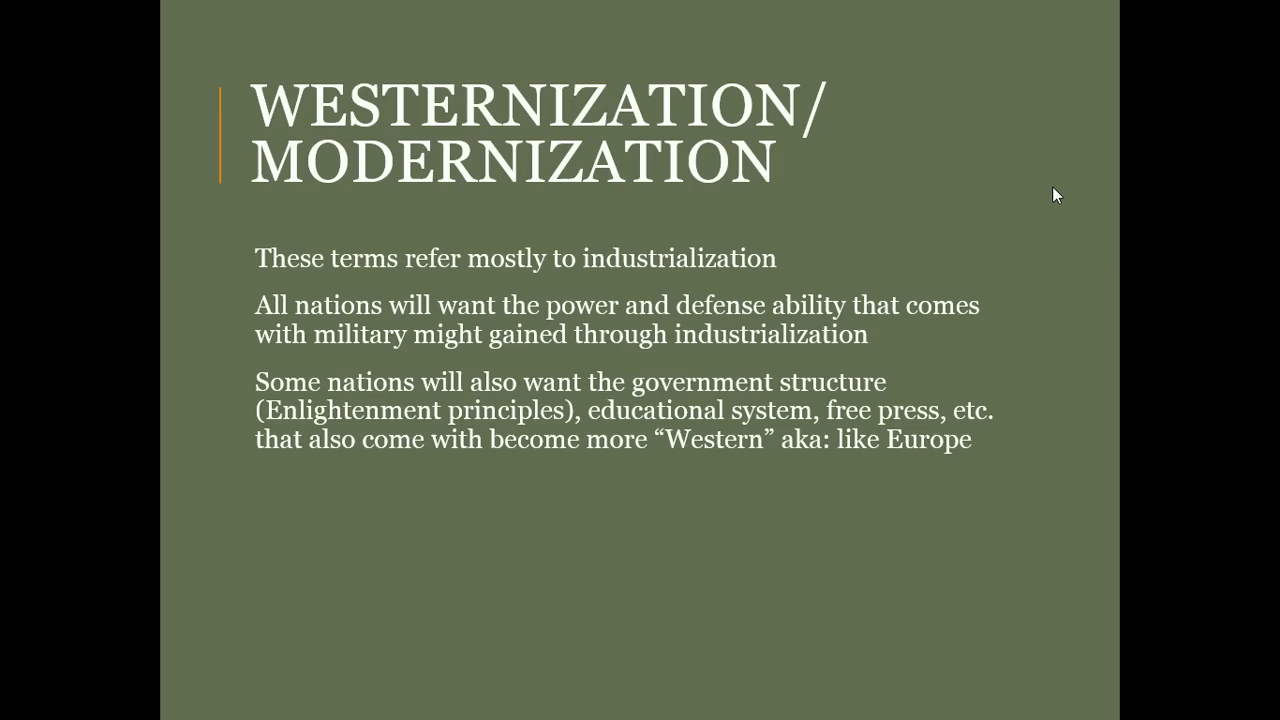 WESTERNIZATION/
MODERNIZATION
These terms refer mostly to industrialization
All nations will want the power and defense ability that comes
with military might gained through industrialization
Some nations will also want the government structure
(Enlightenment principles), educational system, free press, etc.
that also come with become more “Western” aka: like Europe